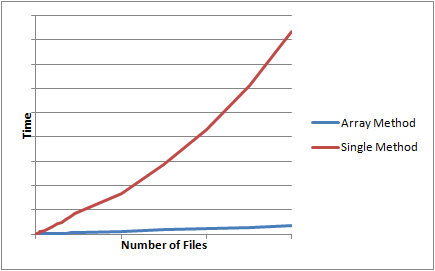 Time
Number of Files
Array Method
Single Method